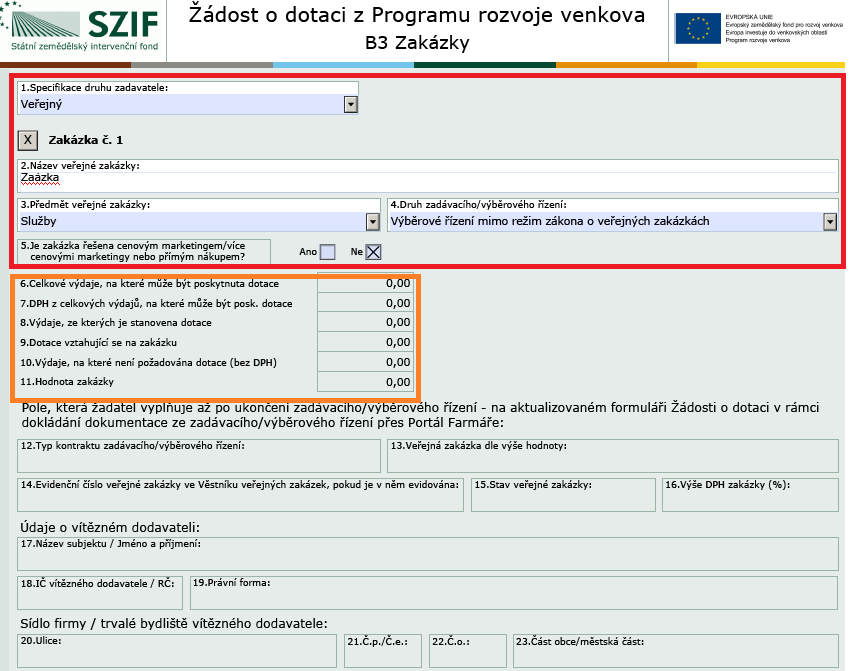 SZIF
Státní zemědělský intervenční fond
Žádost o dotaci z Programu rozvoje venkova
B3 Zakázky
EVROPSKÁ UNIE
Evropský zemědělský fond pro rozvoj venkova
Evropa investuje do venkovských oblastí
Program rozvoje venkova
1.Specifikace druhu zadavatele:
Veřejný
X Zakázka č. 1
2.Název veřejné zakázky:
Zaázka
3.Předmět veřejné zakázky:
Služby
4.Druh zadávacího/výběrového řízení:
Výběrové řízení mimo režim zákona o veřejných zakázkách
5.Je zakázka řešena cenovým marketingem/více
cenovými marketingy nebo přímým nákupem?
Ano Ne
6.Celkové výdaje, na které může být poskytnuta dotace 0,00
7.DPH z celkových výdajů, na které může být posk. dotace 0,00
8.Výdaje, ze kterých je stanovena dotace 0,00
9.Dotace vztahující se na zakázku 0,00
10.Výdaje, na které není požadována dotace (bez DPH) 0,00
11.Hodnota zakázky 0,00
Pole, která žadatel vyplňuje až po ukončení zadávacího/výběrového řízení - na aktualizovaném formuláři Žádosti o dotaci v rámci
dokládání dokumentace ze zadávacího/výběrového řízení přes Portál Farmáře:
12.Typ kontraktu zadávacího/výběrového řízení:
13.Veřejná zakázka dle výše hodnoty:
14.Evidenční číslo veřejné zakázky ve Věstníku veřejných zakázek, pokud je v něm evidována:
15.Stav veřejné zakázky:
16.Výše DPH zakázky (%):
Údaje o vítězném dodavateli:
17.Název subjektu / Jméno a příjmení:
18.IČ vítězného dodavatele / RČ:
19.Právní forma:
Sídlo firmy / trvalé bydliště vítězného dodavatele:
20.Ulice:
21.Č.p./Č.e.:
22.Č.o.:
23.Část obce/městská část: